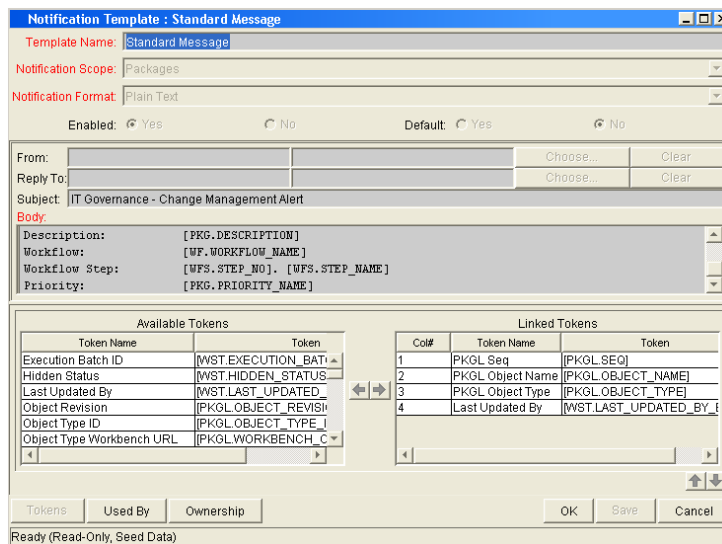 Notification Template : Standard Message
Template Name: Standard Message
Notification Scope: Packages
Notification Format: Plain Text
Enabled: Yes No Default: Yes No
From: Choose... Clear
Reply To: Choose... Clear
Subject: IT Governance - Change Management Alert
Body:
Description: [PKG.DESCRIPTION]
Workflow: [WF.WORKFLOW_NAME]
Workflow Step: [WFS.STEP_NO]. [WFS.STEP_NAME]
Priority: [PKG.PRIORITY_NAME]
Available Tokens
Token Name Token
Execution Batch ID [WST.EXECUTION_BAT
Hidden Status [WST.HIDDEN_STATUS
Last Updated By [WST.LAST_UPDATED_
Object Revision [PKGL.OBJECT_REVISI
Object Type ID [PKGL.OBJECT_TYPE_I
Object Type Workbench URL [PKGL.WORKBENCH_O
Linked Tokens
Col# Token Name Token
1 PKGL Seq [PKGL.SEQ]
2 PKGL Object Name [PKGL.OBJECT_NAME]
3 PKGL Object Type [PKGL.OBJECT_TYPE]
4 Last Updated By [WST.LAST_UPDATED_BY_E
Tokens Used By Ownership OK Save Cancel
Ready (Read-Only, Seed Data)